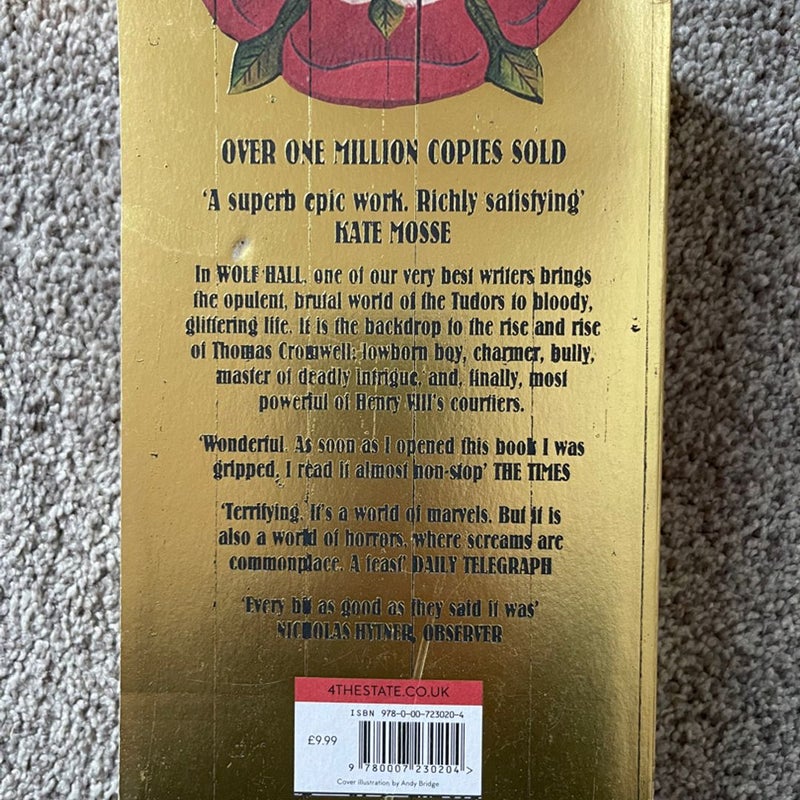 OVER ONE MILLION COPIES SOLD
‘A superb epic work. Richly satisfying’
KATE MOSSE
In WOLF HALL, one of our very best writers brings
the opulent, brutal world of the Tudors to bloody,
glittering life. It is the backdrop to the rise and rise
of Thomas Cromwell: lowborn boy, charmer, bully,
master of deadly intrigue, and, finally, most
powerful of Henry VIII’s courtiers.
‘Wonderful. As soon as I opened this book I was
gripped. I read it almost non-stop’ THE TIMES
‘Terrifying. It’s a world of marvels. But it is
also a world of horrors, where screams are
commonplace. A feast’ DAILY TELEGRAPH
‘Every bit as good as they said it was’
NICHOLAS HYTNER, OBSERVER
4THESTATE.CO.UK
ISBN 978-0-00-723020-4
£9.99
9 780007 230204 >
Cover illustration by Andy Bridge